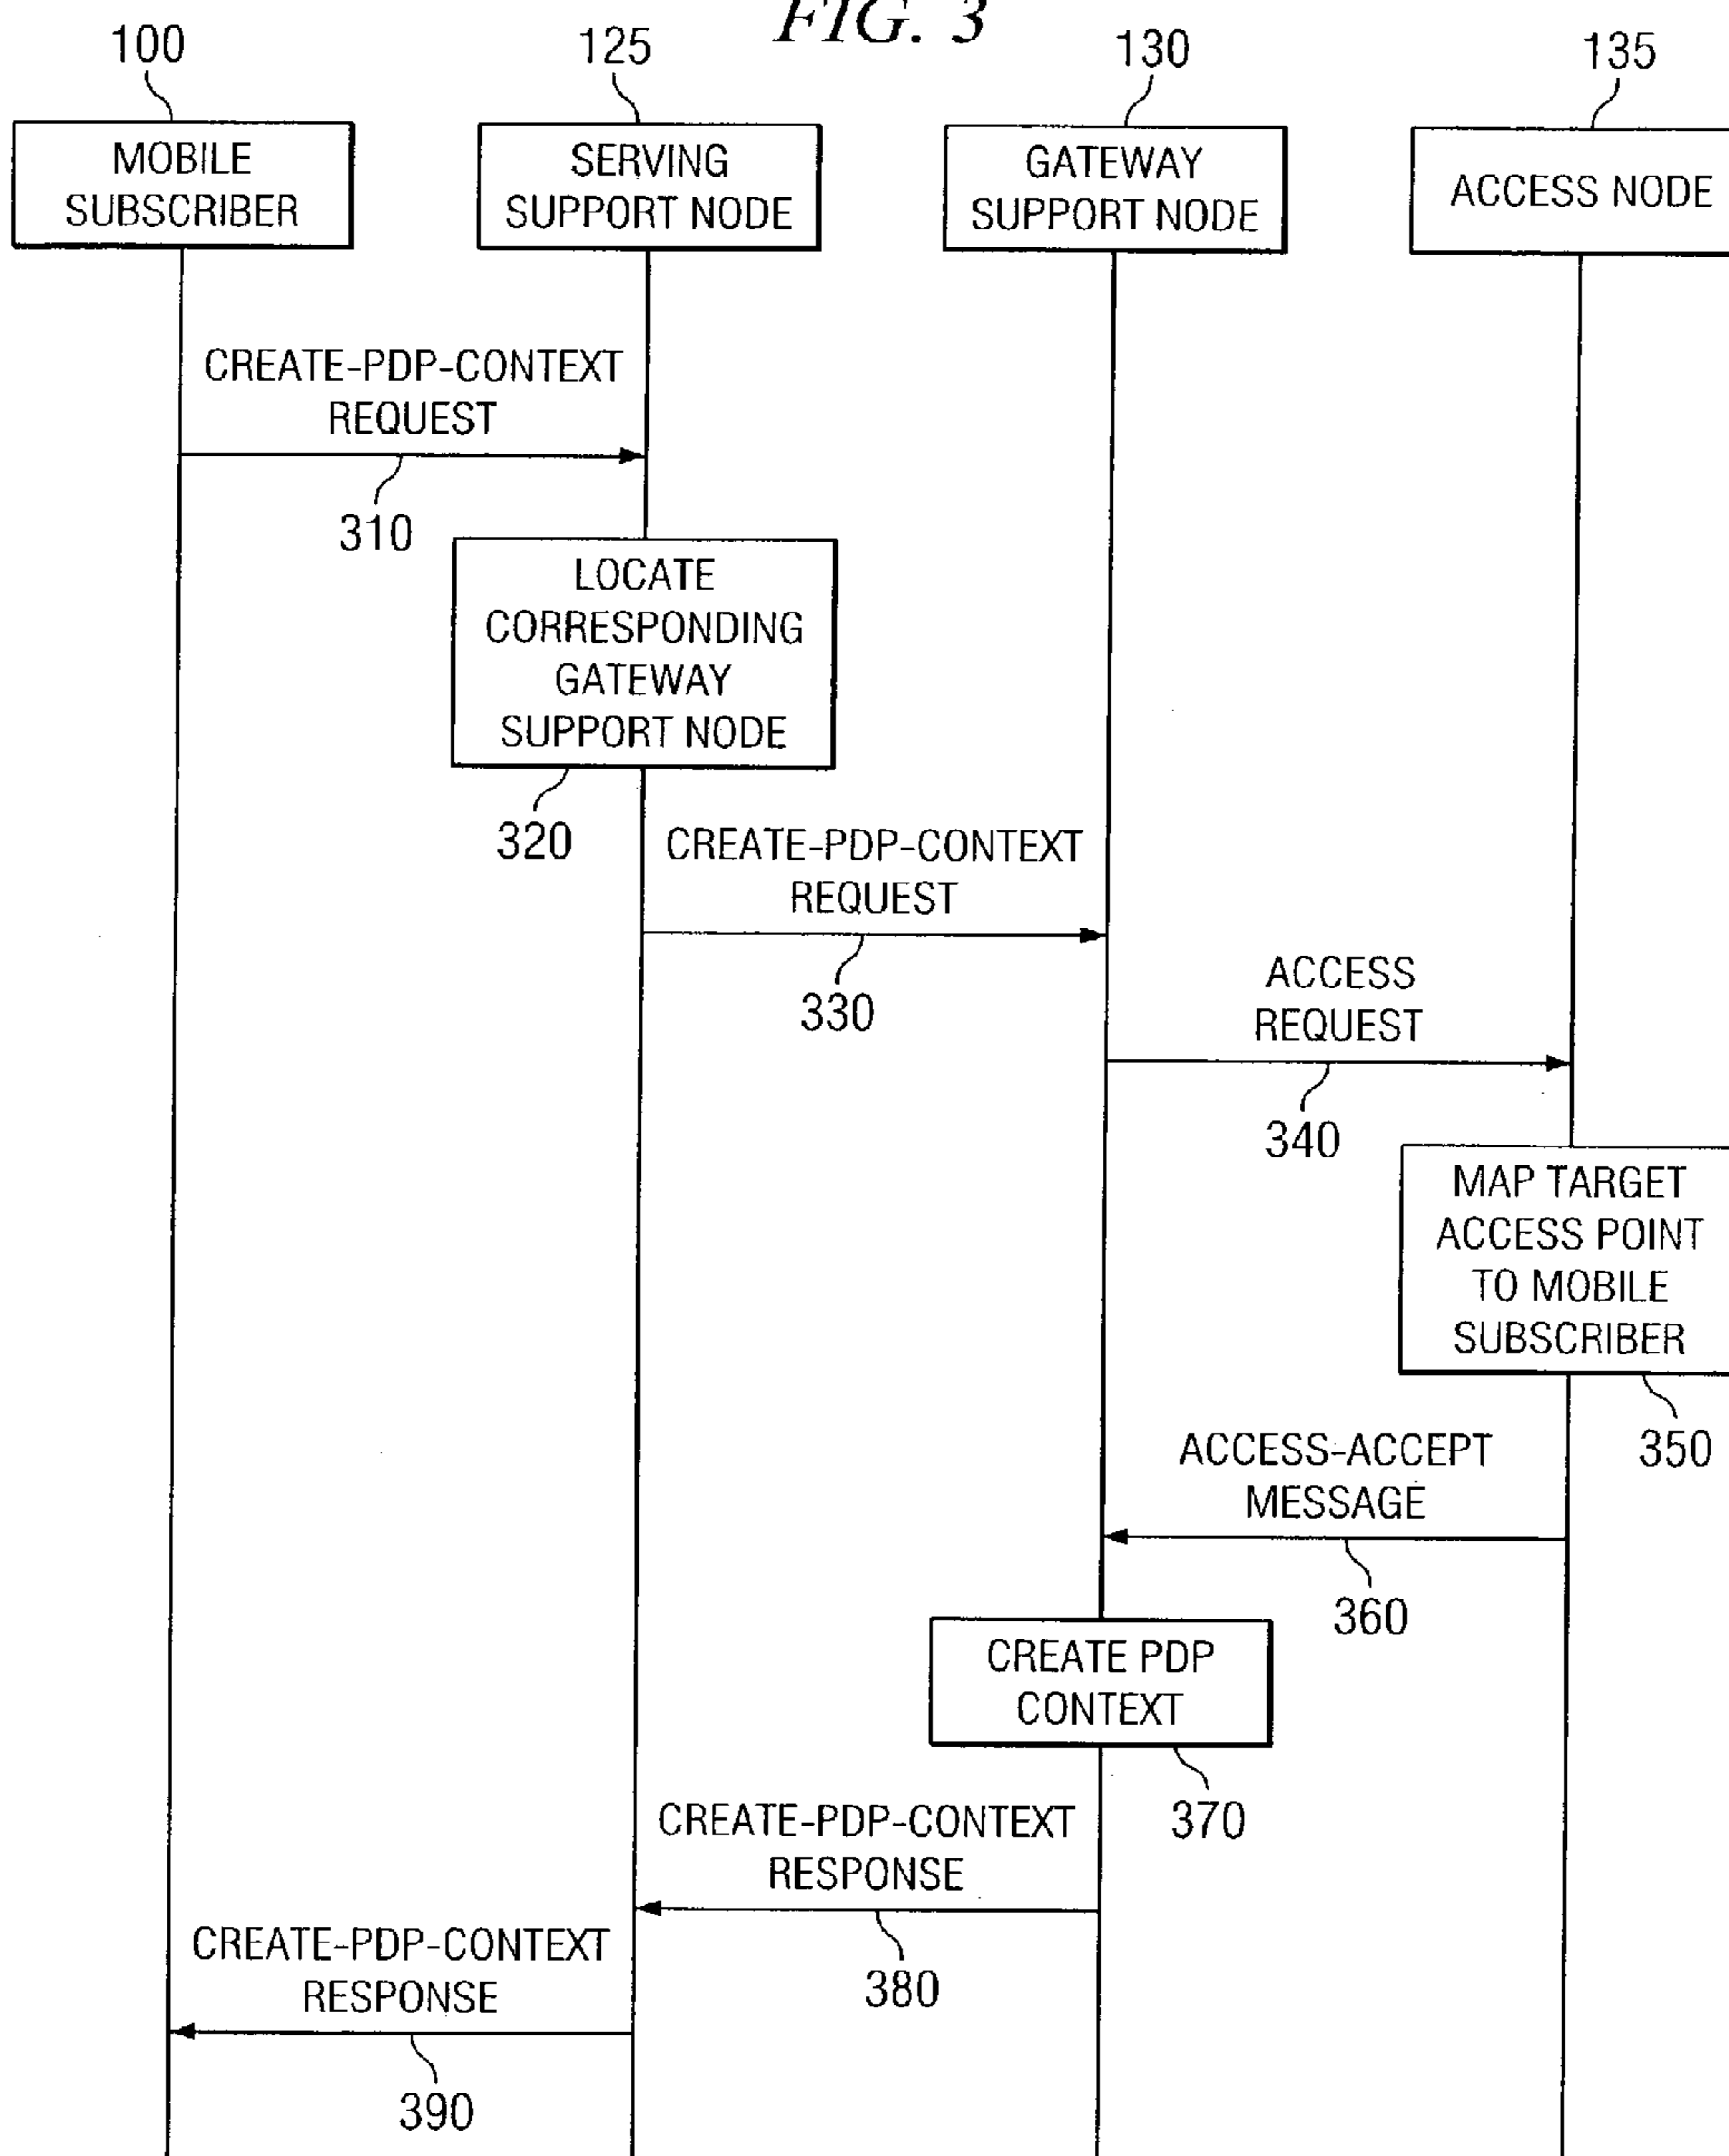 FIG. 3
100
125
130
135
MOBILE
SUBSCRIBER
SERVING
SUPPORT NODE
GATEWAY
SUPPORT NODE
ACCESS NODE
CREATE-PDP-CONTEXT
REQUEST
310
LOCATE
CORRESPONDING
GATEWAY
SUPPORT NODE
320
CREATE-PDP-CONTEXT
REQUEST
330
ACCESS
REQUEST
340
MAP TARGET
ACCESS POINT
TO MOBILE
SUBSCRIBER
350
ACCESS-ACCEPT
MESSAGE
360
CREATE PDP
CONTEXT
370
CREATE-PDP-CONTEXT
RESPONSE
380
CREATE-PDP-CONTEXT
RESPONSE
390